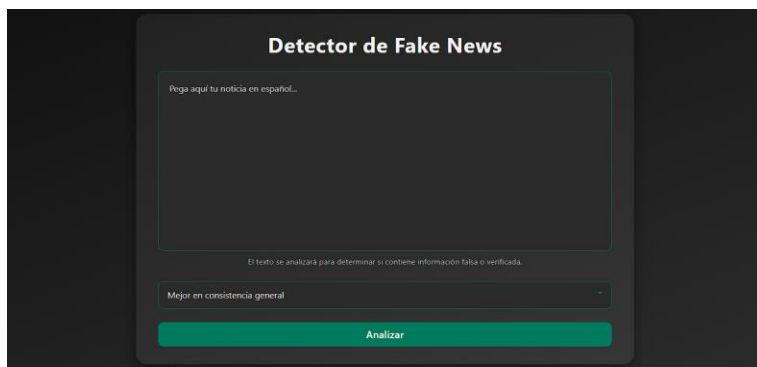 Detector de Fake News
Pega aquí tu noticia en español...
El texto se analizará para determinar si contiene información falsa o verificada.
Mejor en consistencia general
Analizar